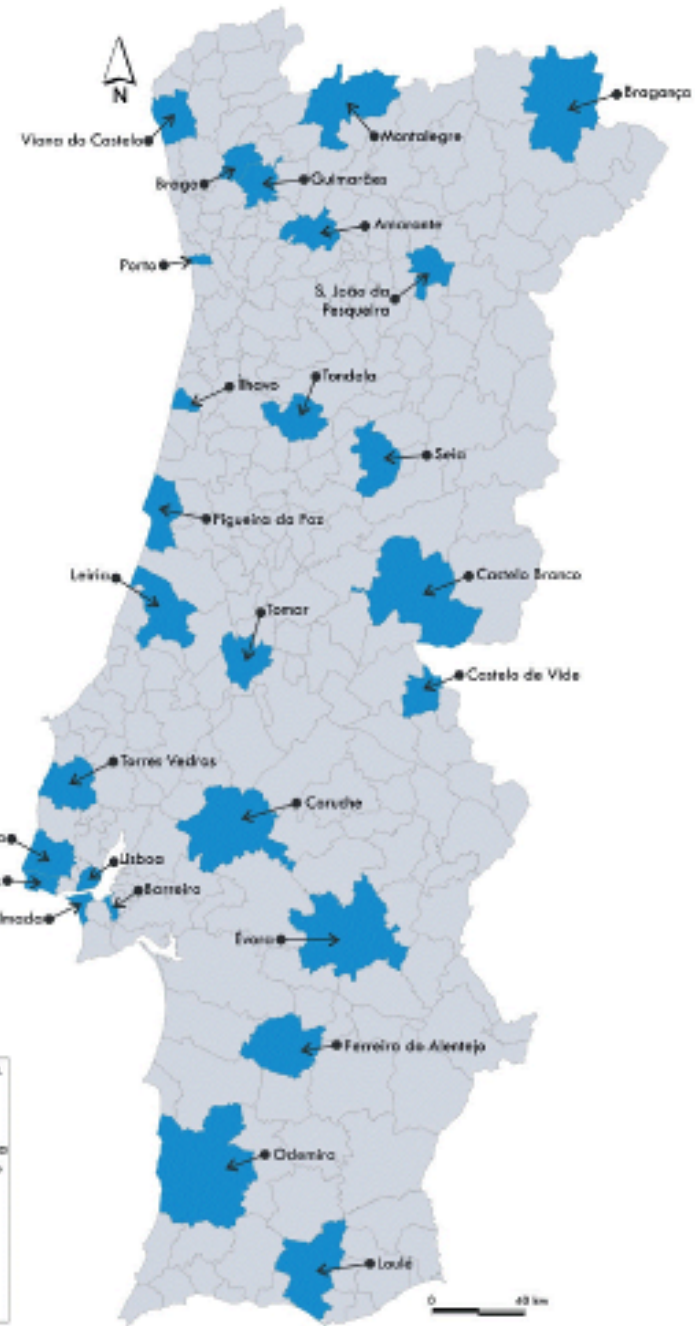 N
Bragança
Viana do Castelo
Montalegre
Braga
Guimarães
Amarante
Porto
S. João da
Pesqueira
Ílhavo
Tondela
Seia
Figueira da Foz
Leiria
Castelo Branco
Tomar
Castelo de Vide
Torres Vedras
Coruche
Lisboa
Barreiro
lmada
Évora
Ferreira do Alentejo
Odemira
Loulé
0
40 km